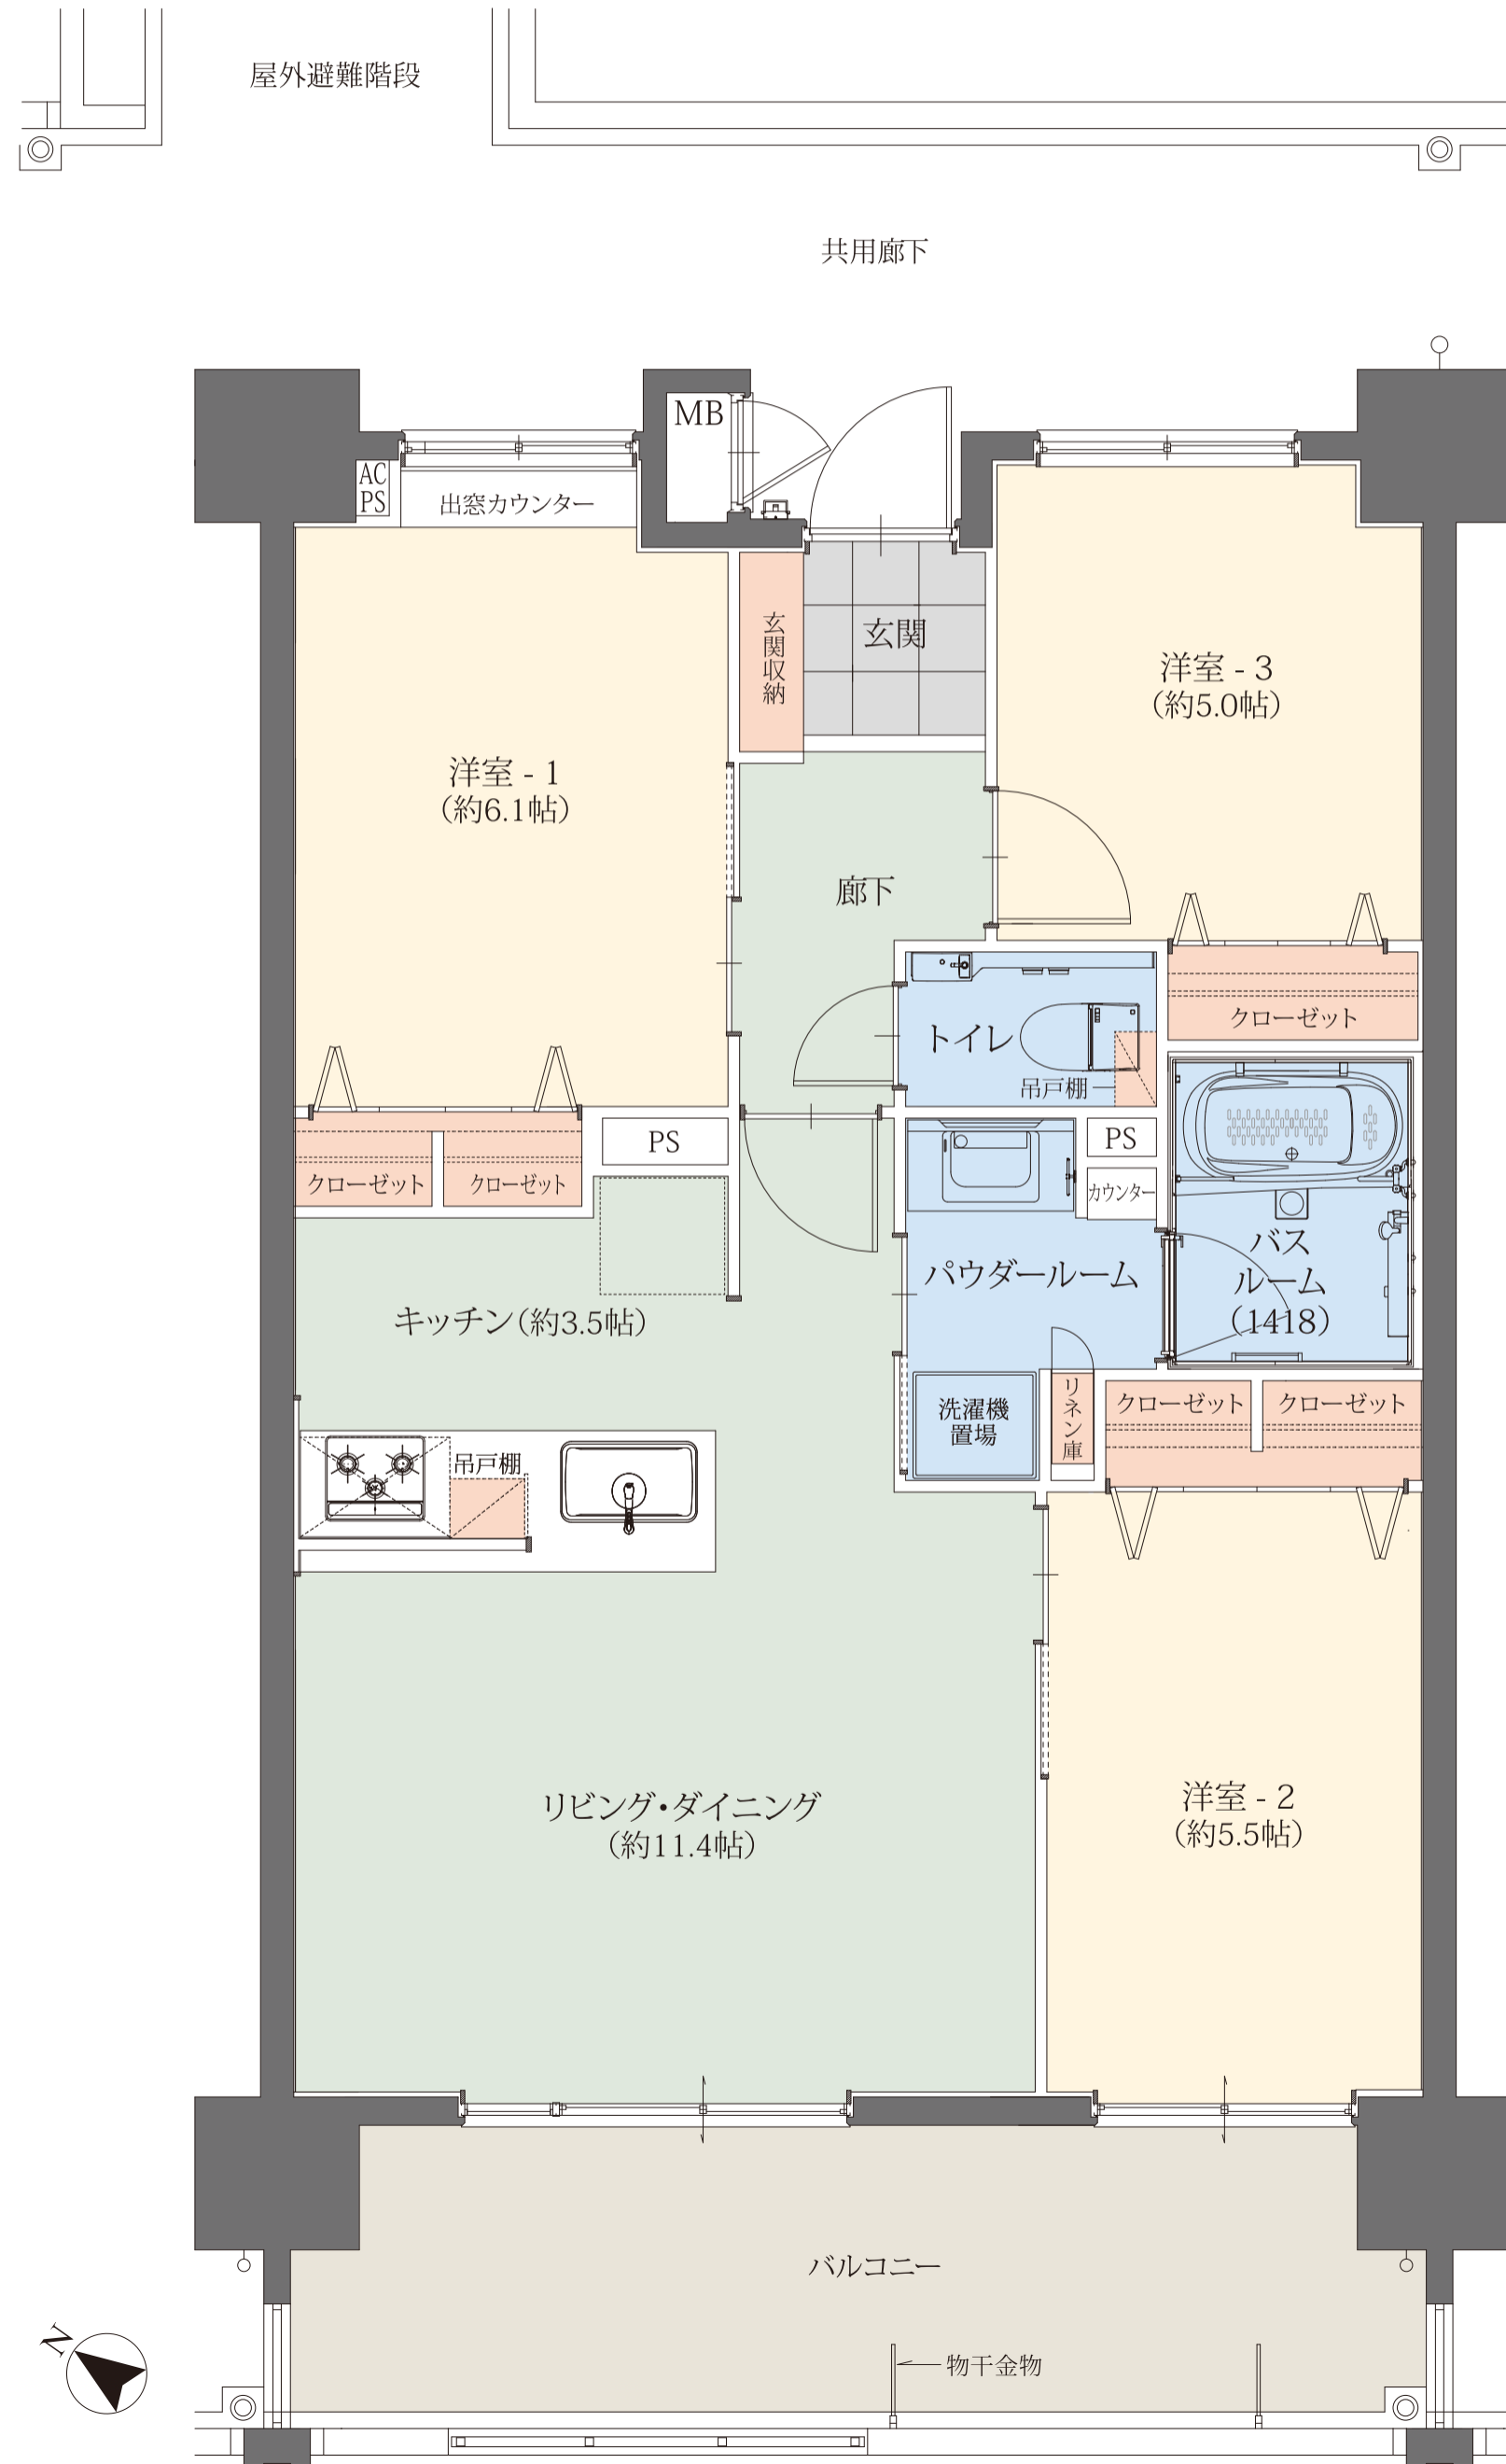 屋外避難階段
共用廊下
MB
AC
PS
出窓カウンター
玄関収納
玄関
洋室 - 3
（約5.0帖）
洋室 - 1
（約6.1帖）
廊下
トイレ
吊戸棚
クローゼット
PS
PS
クローゼット
クローゼット
カウンター
バス
ルーム
（1418）
パウダールーム
キッチン（約3.5帖）
リネン庫
クローゼット
クローゼット
洗濯機
置場
吊戸棚
リビング・ダイニング
（約11.4帖）
洋室 - 2
（約5.5帖）
バルコニー
物干金物
N